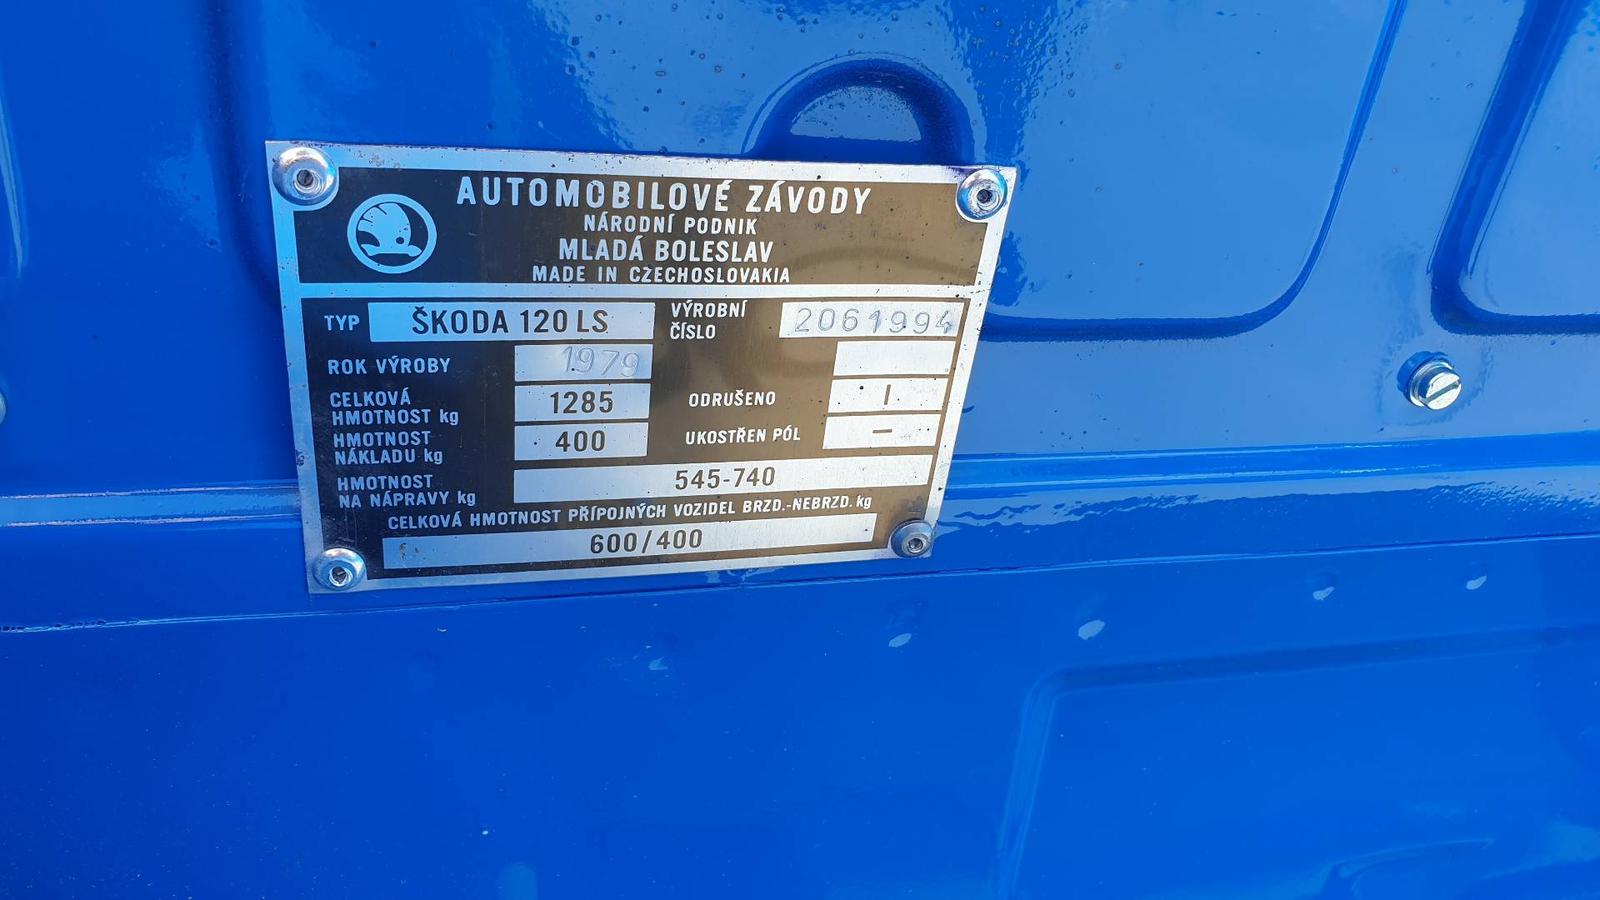 AUTOMOBILOVÉ ZÁVODY
NÁRODNÍ PODNIK
MLADÁ BOLESLAV
MADE IN CZECHOSLOVAKIA
TYP ŠKODA 120 LS
VÝROBNÍ
ČÍSLO 2061994
ROK VÝROBY 1979
CELKOVÁ
HMOTNOST kg 1285
ODRUŠENO I
HMOTNOST
NÁKLADU kg 400
UKOSTŘEN PÓL –
HMOTNOST
NA NÁPRAVY kg 545-740
CELKOVÁ HMOTNOST PŘÍPOJNÝCH VOZIDEL BRZD.-NEBRZD. kg
600/400